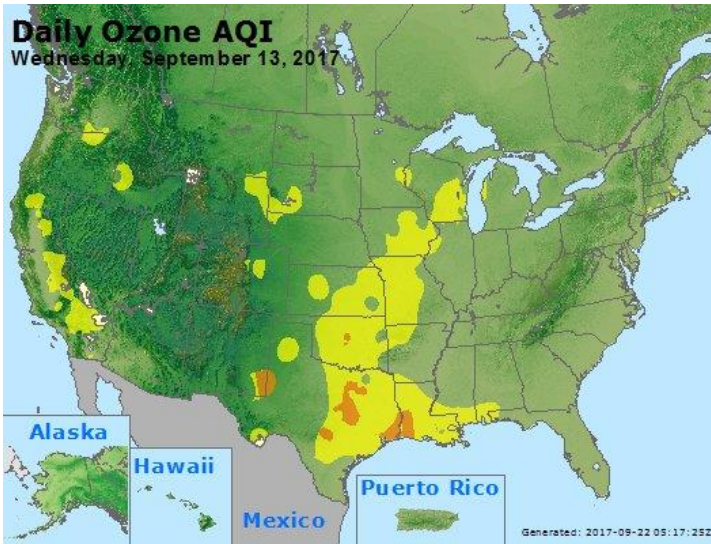 Daily Ozone AQI
Wednesday, September 13, 2017
Alaska
Hawaii
Mexico
Puerto Rico
Generated: 2017-09-22 05:17:25Z